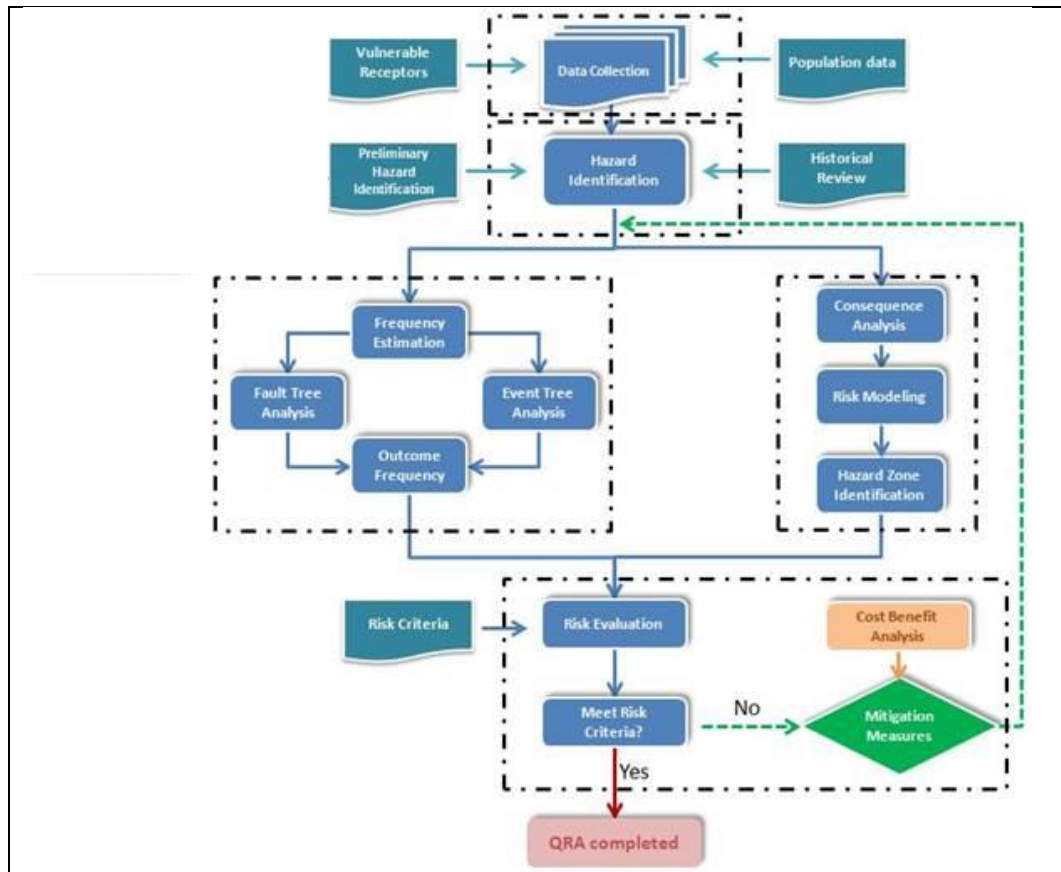 Vulnerable
Receptors
Data Collection
Population data
Preliminary
Hazard
Identification
Hazard
Identification
Historical
Review
Frequency
Estimation
Fault Tree
Analysis
Event Tree
Analysis
Outcome
Frequency
Consequence
Analysis
Risk Modeling
Hazard Zone
Identification
Risk Criteria
Risk Evaluation
Cost Benefit
Analysis
Meet Risk
Criteria?
No
Mitigation
Measures
Yes
QRA completed